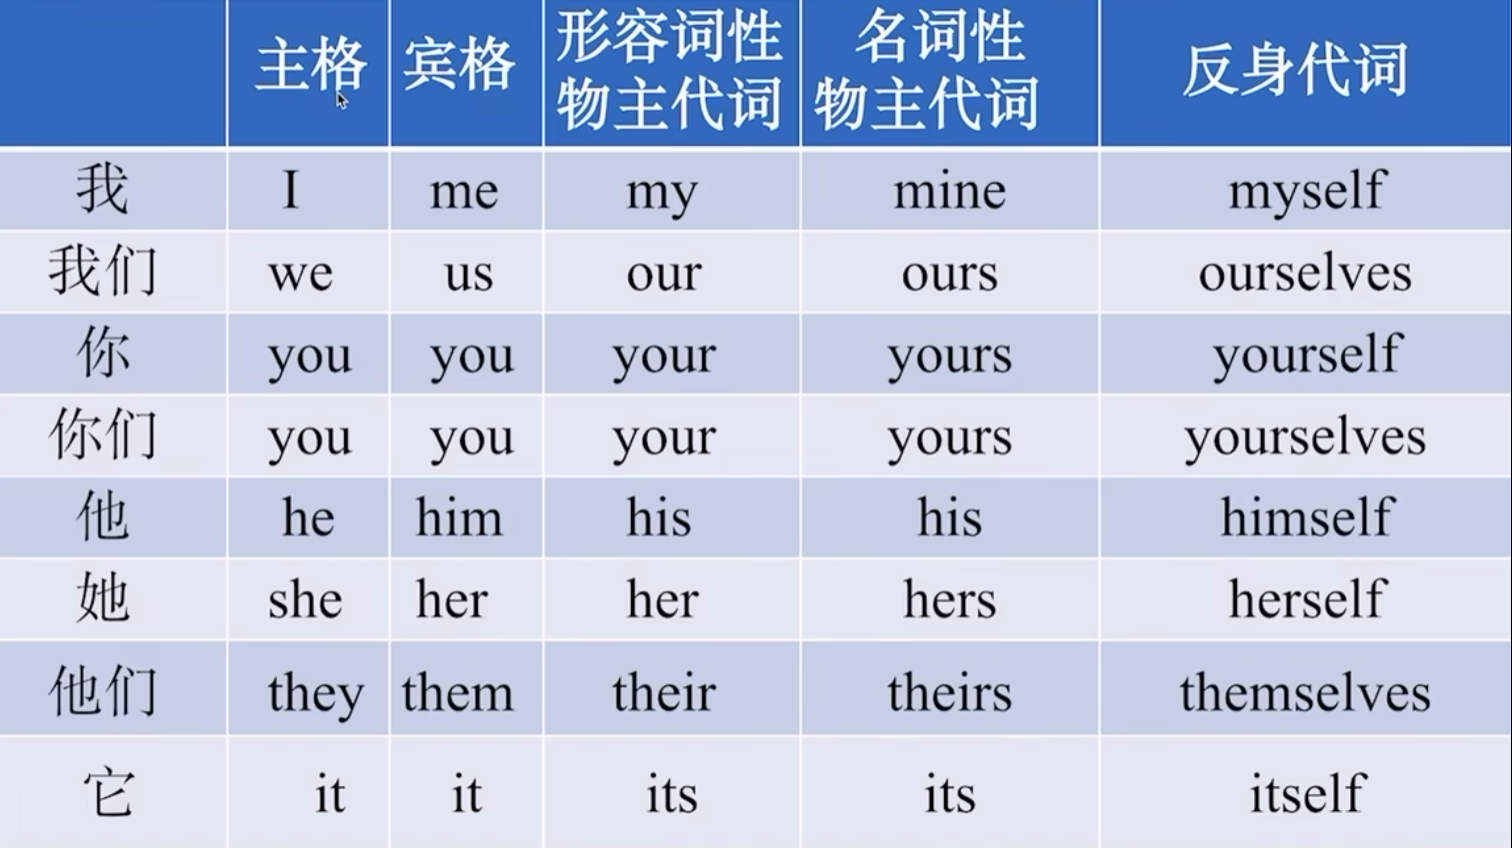 主格 宾格 形容词性物主代词 名词性物主代词 反身代词
我 I me my mine myself
我们 we us our ours ourselves
你 you you your yours yourself
你们 you you your yours yourselves
他 he him his his himself
她 she her her hers herself
他们 they them their theirs themselves
它 it it its its itself